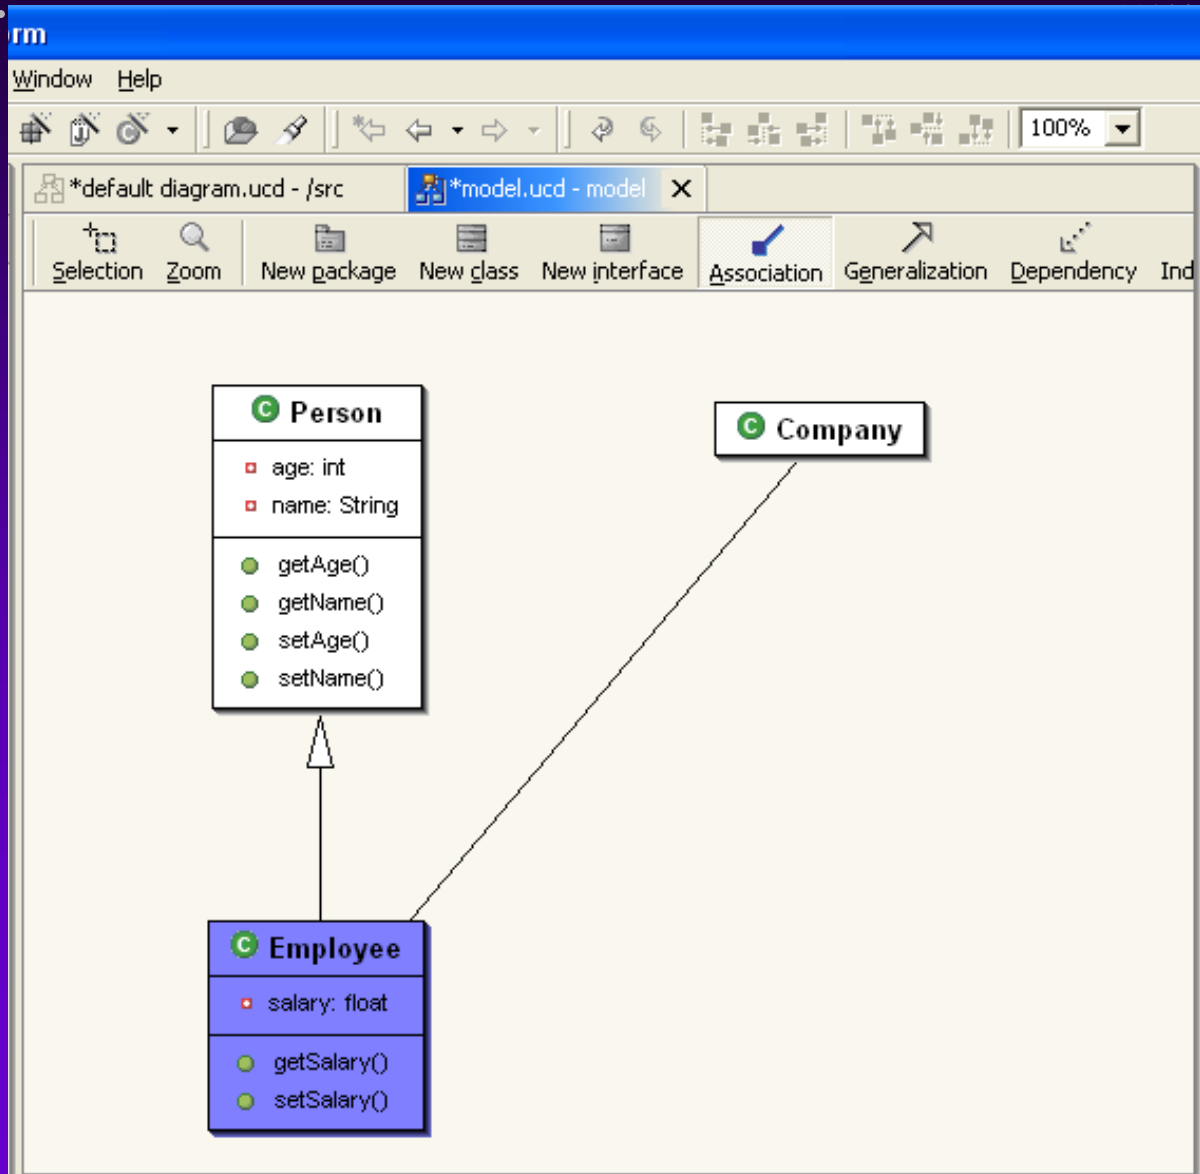 orm
Window Help
100%
*default diagram.ucd - /src *model.ucd - model
Selection Zoom New package New class New interface Association Generalization Dependency Ind
C Person
age: int
name: String
getAge()
getName()
setAge()
setName()
C Company
C Employee
salary: float
getSalary()
setSalary()